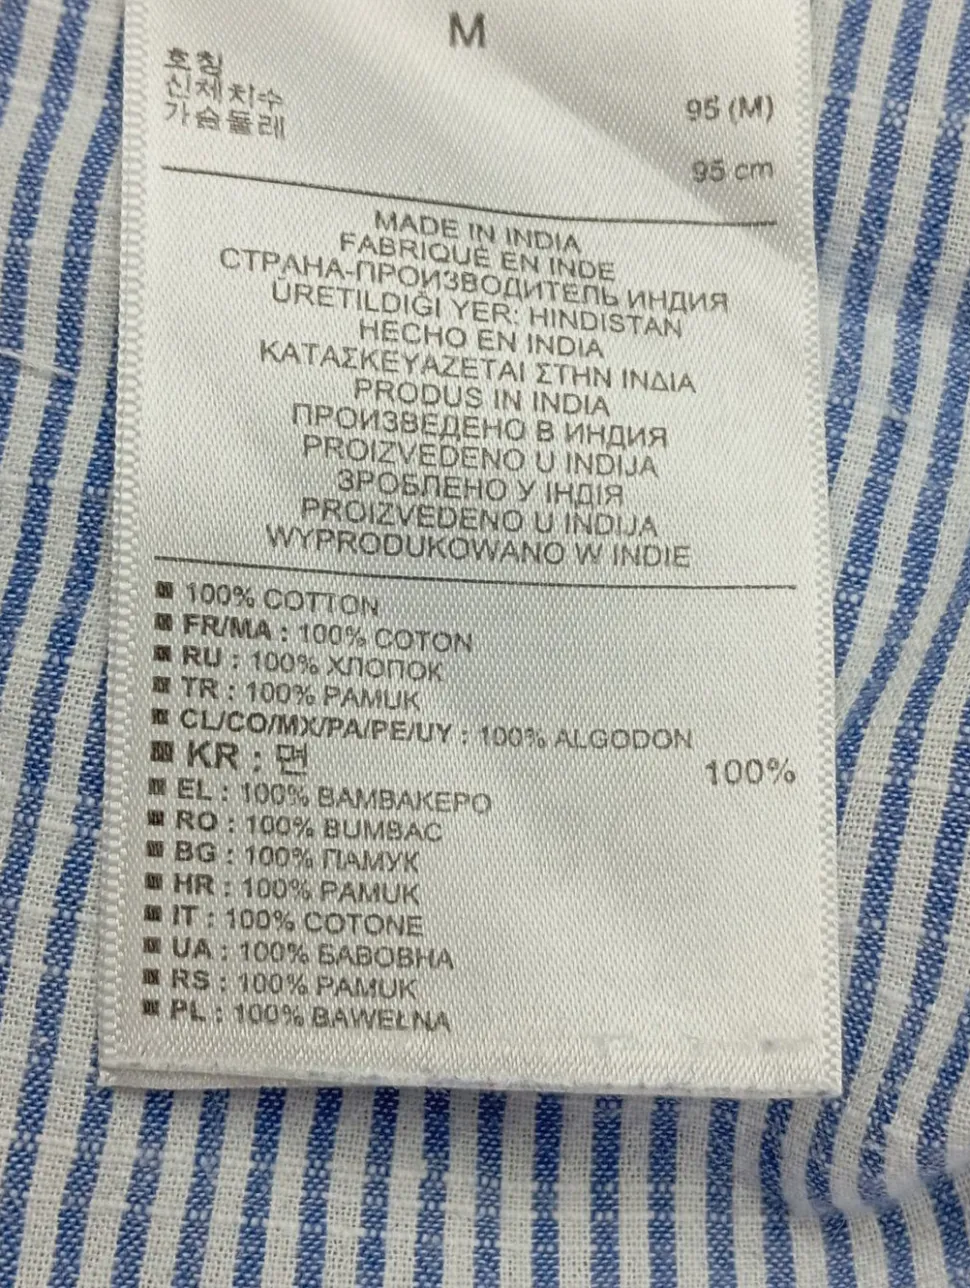 M
호칭 95 (M)
신체치수
가슴둘레 95 cm
MADE IN INDIA
FABRIQUÉ EN INDE
СТРАНА-ПРОИЗВОДИТЕЛЬ ИНДИЯ
ÜRETILDIĞI YER: HINDISTAN
HECHO EN INDIA
ΚΑΤΑΣΚΕΥΑΖΕΤΑΙ ΣΤΗΝ ΙΝΔΙΑ
PRODUS IN INDIA
ПРОИЗВЕДЕНО В ИНДИЯ
PROIZVEDENO U INDIJA
ЗРОБЛЕНО У ІНДІЯ
PROIZVEDENO U INDIJA
WYPRODUKOWANO W INDIE
■ 100% COTTON
■ FR/MA : 100% COTON
■ RU : 100% ХЛОПОК
■ TR : 100% PAMUK
■ CL/CO/MX/PA/PE/UY : 100% ALGODON
■ KR : 면 100%
■ EL : 100% ΒΑΜΒΑΚΕΡΟ
■ RO : 100% BUMBAC
■ BG : 100% ПАМУК
■ HR : 100% PAMUK
■ IT : 100% COTONE
■ UA : 100% БАВОВНА
■ RS : 100% PAMUK
■ PL : 100% BAWEŁNA